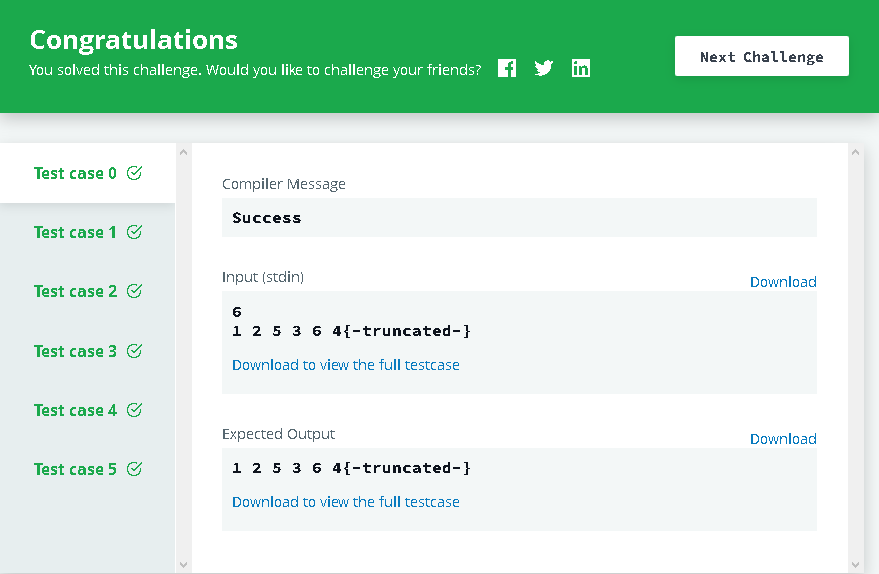 Congratulations
You solved this challenge. Would you like to challenge your friends?
Next Challenge
Test case 0
Test case 1
Test case 2
Test case 3
Test case 4
Test case 5
Compiler Message
Success
Input (stdin)
Download
6
1 2 5 3 6 4{-truncated-}
Download to view the full testcase
Expected Output
Download
1 2 5 3 6 4{-truncated-}
Download to view the full testcase